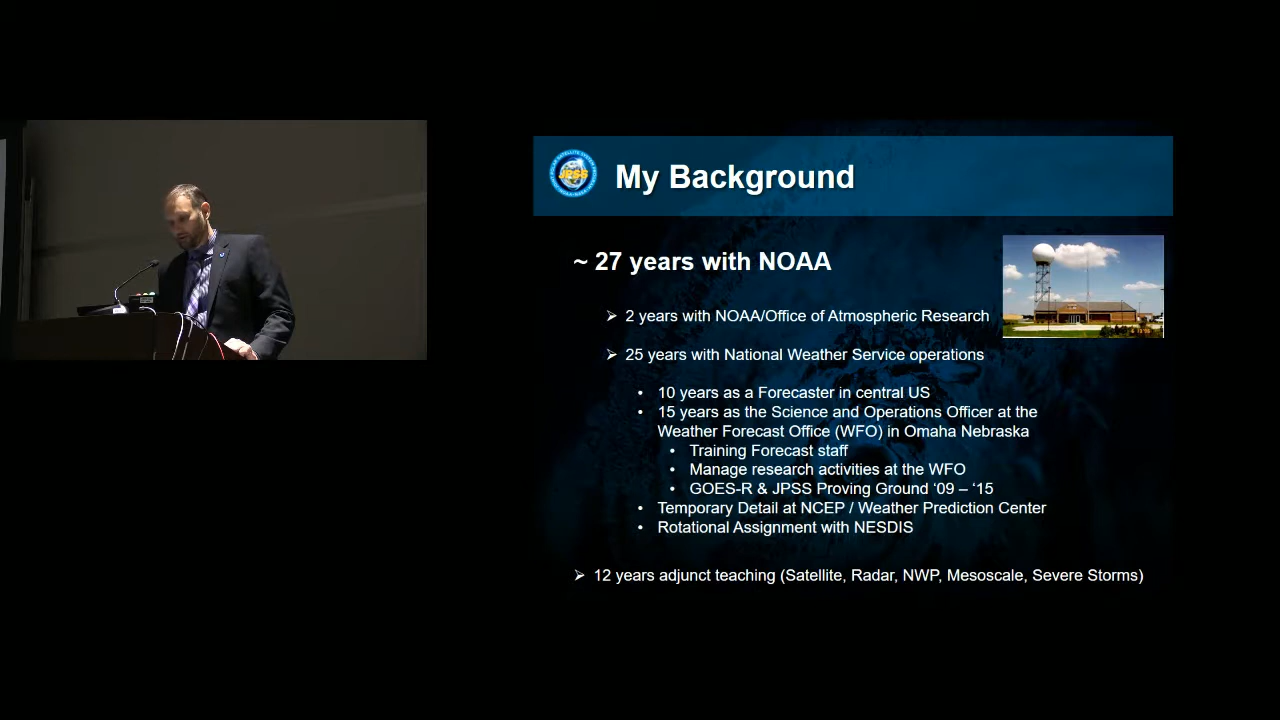 JPSS
My Background
~ 27 years with NOAA
➢ 2 years with NOAA/Office of Atmospheric Research
➢ 25 years with National Weather Service operations
• 10 years as a Forecaster in central US
• 15 years as the Science and Operations Officer at the
Weather Forecast Office (WFO) in Omaha Nebraska
• Training Forecast staff
• Manage research activities at the WFO
• GOES-R & JPSS Proving Ground ‘09 – ‘15
• Temporary Detail at NCEP / Weather Prediction Center
• Rotational Assignment with NESDIS
➢ 12 years adjunct teaching (Satellite, Radar, NWP, Mesoscale, Severe Storms)